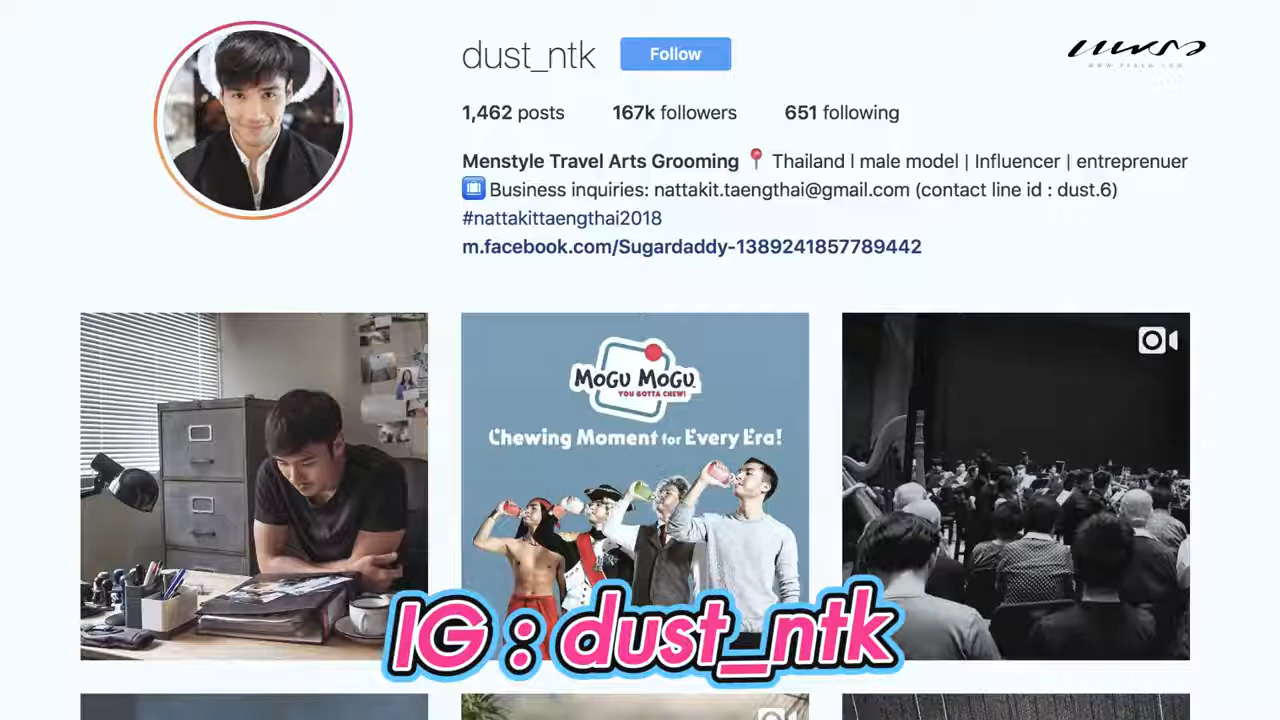 dust_ntk
Follow
1,462 posts
167k followers
651 following
Menstyle Travel Arts Grooming 📍 Thailand l male model | Influencer | entreprenuer
Business inquiries: nattakit.taengthai@gmail.com (contact line id : dust.6)
#nattakittaengthai2018
m.facebook.com/Sugardaddy-1389241857789442
MOGU MOGU
YOU GOTTA CHEW!
Chewing Moment for Every Era!
IG : dust_ntk